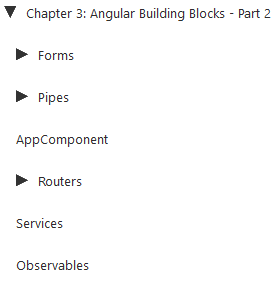 Chapter 3: Angular Building Blocks - Part 2
Forms
Pipes
AppComponent
Routers
Services
Observables